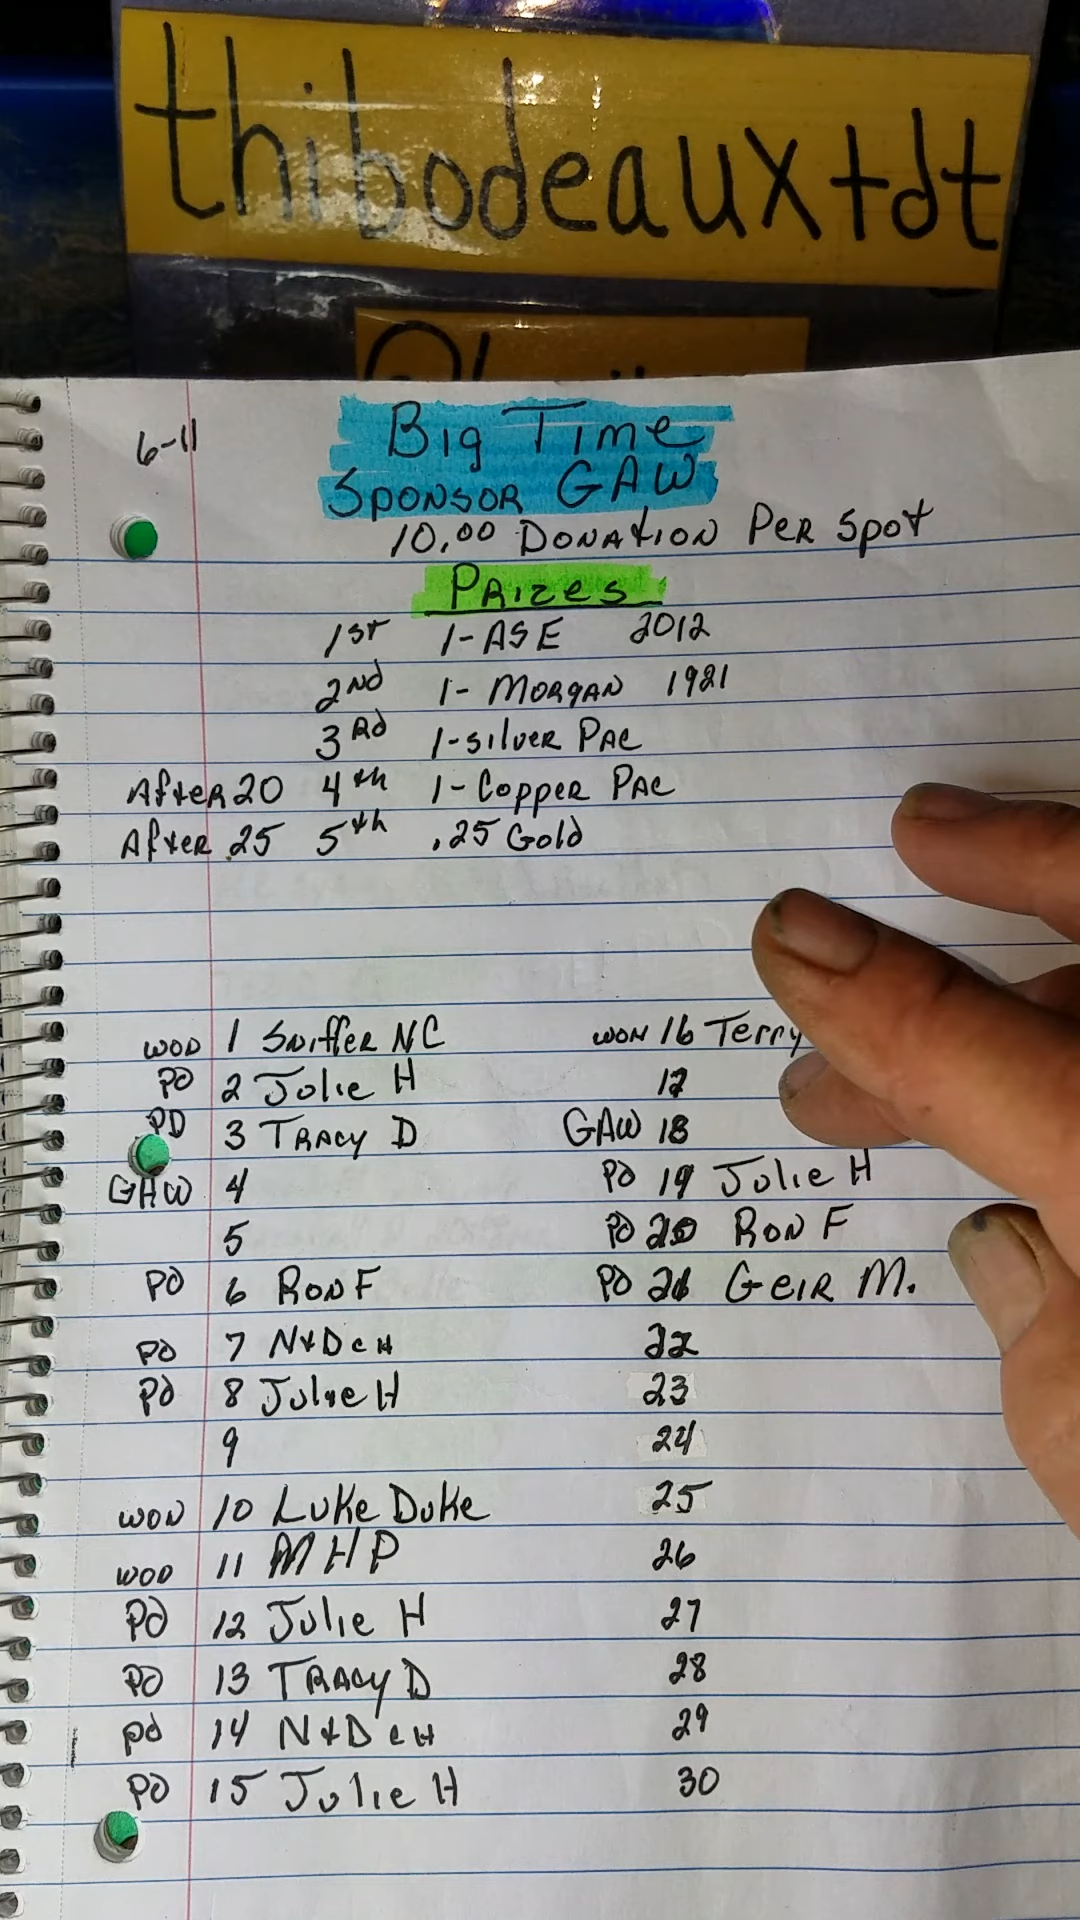 thibodeauxtdt
6-11
Big Time
Sponsor GAW
10.00 Donation Per Spot
Prizes
1st 1-ASE 2012
2nd 1-Morgan 1921
3rd 1-Silver Pac
After 20 4th 1-Copper Pac
After 25 5th .25 Gold
won 1 Sniffer NC
PD 2 Julie H
PD 3 Tracy D
GAW 4
5
PD 6 Ron F
PD 7 N+DCH
Pd 8 Julie H
9
won 10 Luke Duke
won 11 MHP
Pd 12 Julie H
PD 13 Tracy D
pd 14 N+DCH
PD 15 Julie H
won 16 Terry
17
GAW 18
PD 19 Julie H
PD 20 Ron F
PD 21 Geir M.
22
23
24
25
26
27
28
29
30